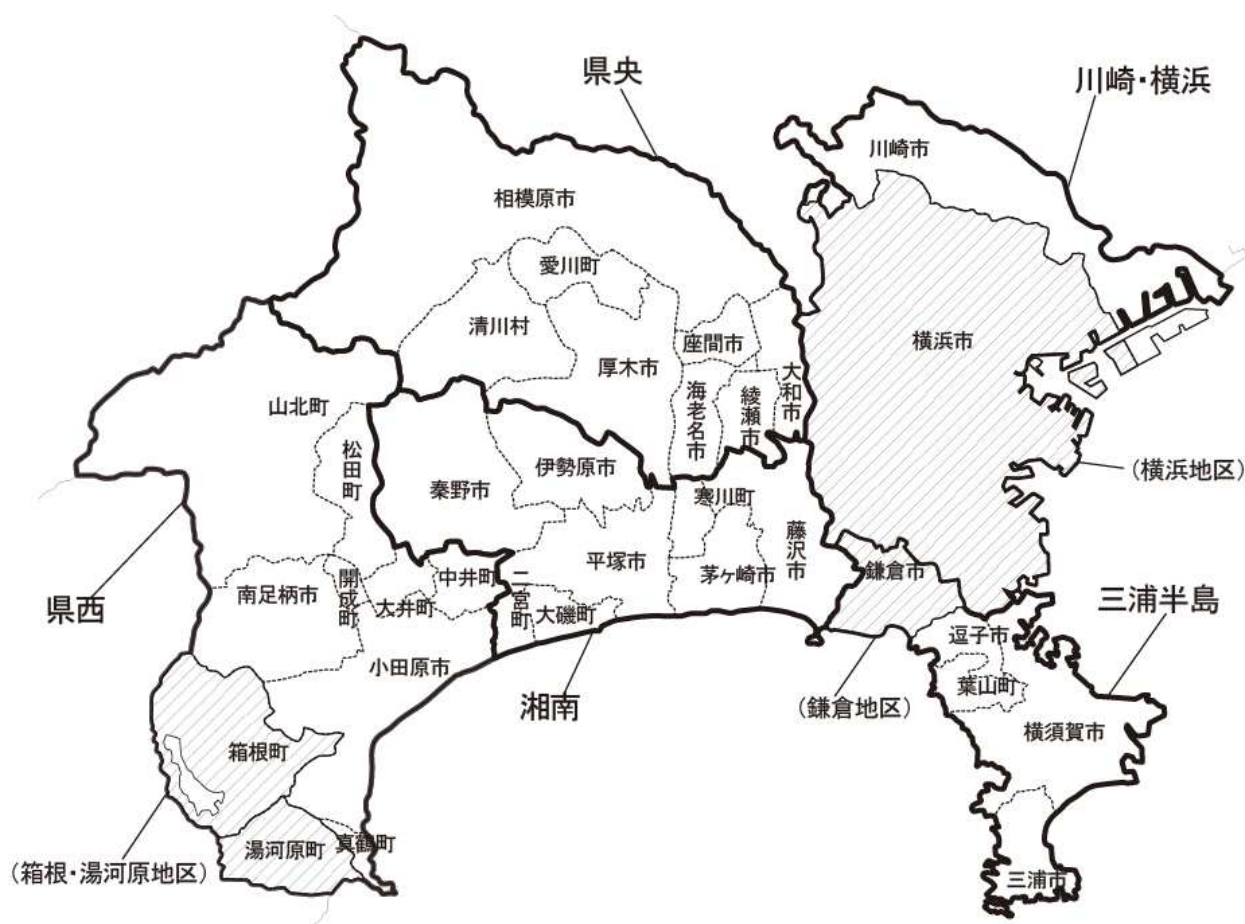 県央
川崎・横浜
川崎市
相模原市
愛川町
清川村
座間市
横浜市
厚木市
大和市
海老名市
綾瀬市
山北町
松田町
伊勢原市
(横浜地区)
秦野市
寒川町
藤沢市
平塚市
鎌倉市
中井町
茅ヶ崎市
南足柄市
開成町
二宮町
大井町
大磯町
県西
三浦半島
逗子市
小田原市
葉山町
湘南
(鎌倉地区)
横須賀市
箱根町
真鶴町
湯河原町
(箱根・湯河原地区)
三浦市